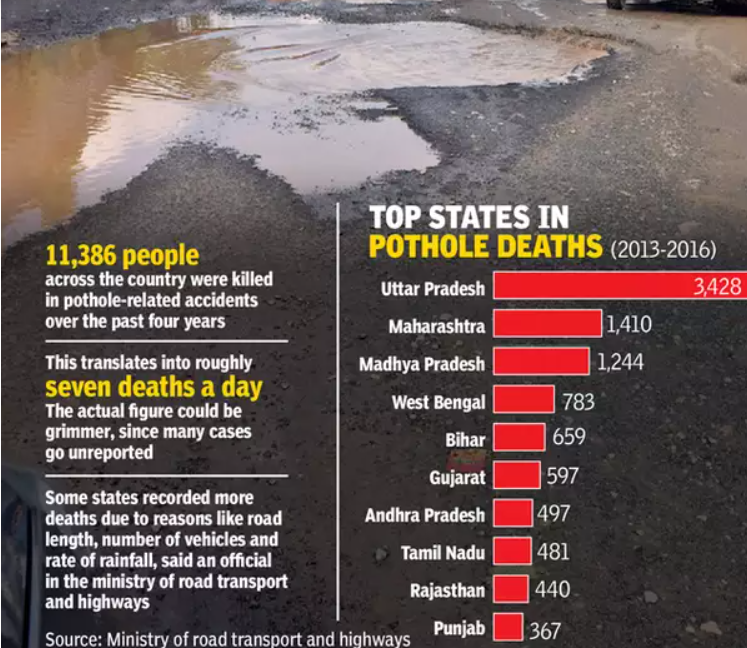 11,386 people
across the country were killed
in pothole-related accidents
over the past four years
This translates into roughly
seven deaths a day
The actual figure could be
grimmer, since many cases
go unreported
Some states recorded more
deaths due to reasons like road
length, number of vehicles and
rate of rainfall, said an official
in the ministry of road transport
and highways
Source: Ministry of road transport and highways
TOP STATES IN
POTHOLE DEATHS (2013-2016)
Uttar Pradesh 3,428
Maharashtra 1,410
Madhya Pradesh 1,244
West Bengal 783
Bihar 659
Gujarat 597
Andhra Pradesh 497
Tamil Nadu 481
Rajasthan 440
Punjab 367